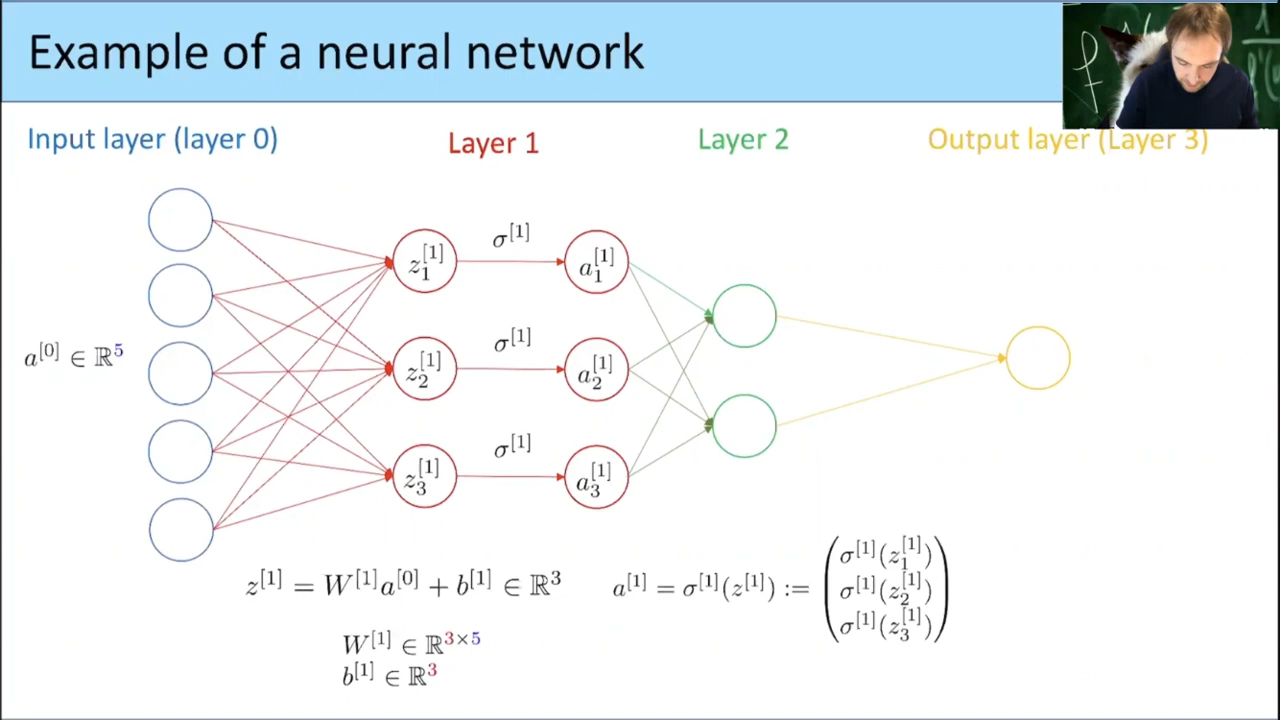 Example of a neural network
Input layer (layer 0)
Layer 1
Layer 2
Output layer (Layer 3)
a^{[0]} ∈ ℝ^5
z_1^{[1]}
σ^{[1]}
a_1^{[1]}
z_2^{[1]}
σ^{[1]}
a_2^{[1]}
z_3^{[1]}
σ^{[1]}
a_3^{[1]}
z^{[1]} = W^{[1]}a^{[0]} + b^{[1]} ∈ ℝ^3
W^{[1]} ∈ ℝ^{3×5}
b^{[1]} ∈ ℝ^3
a^{[1]} = σ^{[1]}(z^{[1]}) :=
σ^{[1]}(z_1^{[1]})
σ^{[1]}(z_2^{[1]})
σ^{[1]}(z_3^{[1]})